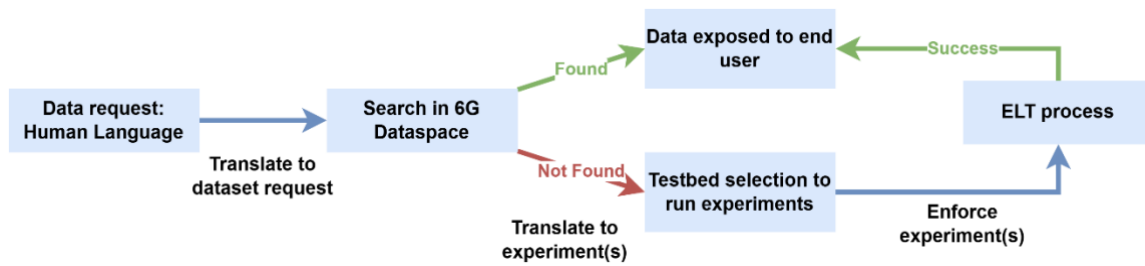 Data request:
Human Language
Translate to
dataset request
Search in 6G
Dataspace
Found
Not Found
Translate to
experiment(s)
Data exposed to end
user
Testbed selection to
run experiments
Enforce
experiment(s)
ELT process
Success